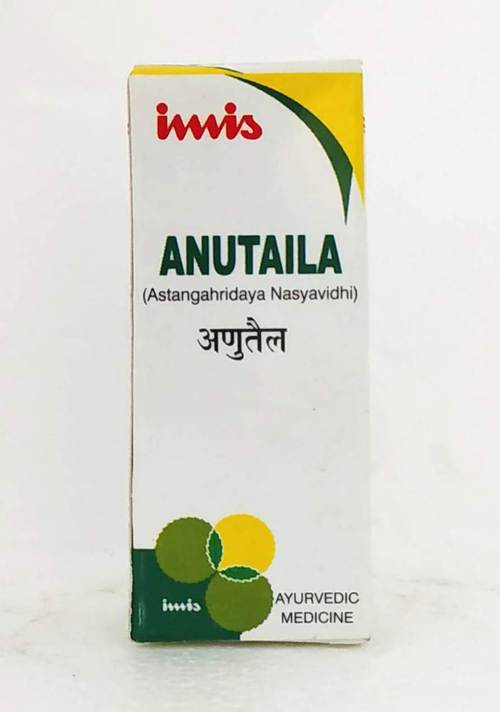 imis
ANUTAILA
(Astangahridaya Nasyavidhi)
अणुतैल
imis
AYURVEDIC
MEDICINE